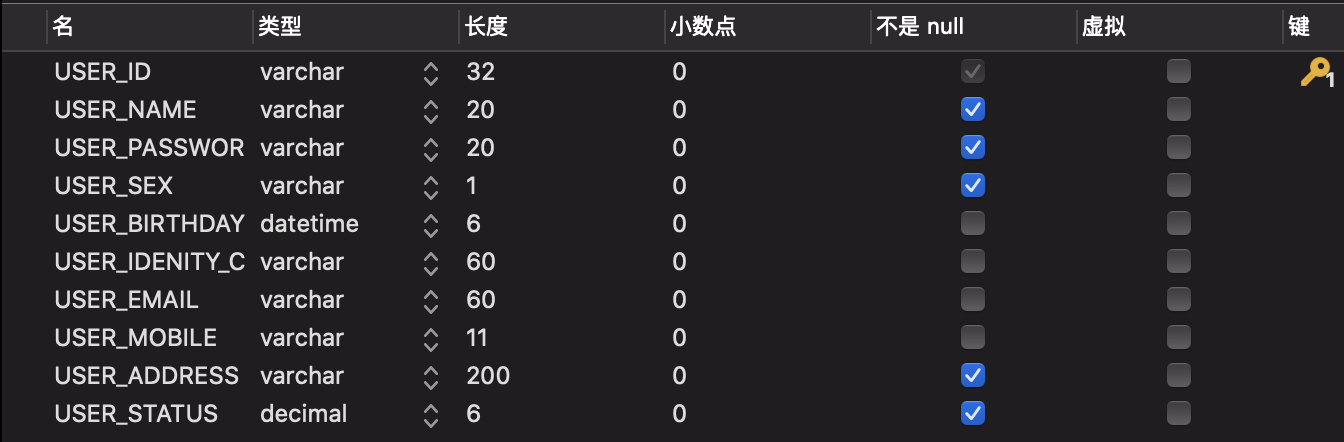 名 类型 长度 小数点 不是 null 虚拟 键
USER_ID varchar 32 0 1
USER_NAME varchar 20 0
USER_PASSWOR varchar 20 0
USER_SEX varchar 1 0
USER_BIRTHDAY datetime 6 0
USER_IDENITY_C varchar 60 0
USER_EMAIL varchar 60 0
USER_MOBILE varchar 11 0
USER_ADDRESS varchar 200 0
USER_STATUS decimal 6 0